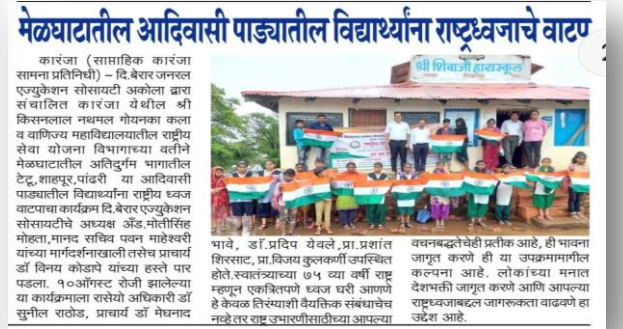 मेळघाटातील आदिवासी पाड्यातील विद्यार्थ्यांना राष्ट्रध्वजाचे वाटप
कारंजा (साप्ताहिक कारंजा
सामना प्रतिनिधी) – दि.बेरार जनरल
एज्युकेशन सोसायटी अकोला द्वारा
संचालित कारंजा येथील श्री
किसनलाल नथमल गोयनका कला
व वाणिज्य महाविद्यालयातील राष्ट्रीय
सेवा योजना विभागाच्या वतीने
मेळघाटातील अतिदुर्गम भागातील
टेटू,शाहपूर,पांढरी या आदिवासी
पाड्यातील विद्यार्थ्यांना राष्ट्रीय ध्वज
वाटपाचा कार्यक्रम दि.बेरार एज्युकेशन
सोसायटीचे अध्यक्ष अँड.मोतीसिंह
मोहता,मानद सचिव पवन माहेश्वरी
यांच्या मार्गदर्शनाखाली तसेच प्राचार्य
डॉ विनय कोडापे यांच्या हस्ते पार
पडला. १०ऑगस्ट रोजी झालेल्या
या कार्यक्रमाला रासेयो अधिकारी डॉ
सुनील राठोड, प्राचार्य डॉ मेघनाद
श्री शिवाजी हायस्कूल
भावे, डॉ.प्रदिप येवले,प्रा.प्रशांत
शिरसाट, प्रा.विजय कुलकर्णी उपस्थित
होते.स्वातंत्र्याच्या ७५ व्या वर्षी राष्ट्र
म्हणून एकत्रितपणे ध्वज घरी आणणे
हे केवळ तिरंग्याशी वैयक्तिक संबंधाचेच
नव्हे तर राष्ट्र उभारणीसाठीच्या आपल्या
वचनबद्धतेचेही प्रतीक आहे, ही भावना
जागृत करणे ही या उपक्रमामागील
कल्पना आहे. लोकांच्या मनात
देशभक्ती जागृत करणे आणि आपल्या
राष्ट्रध्वजाबद्दल जागरूकता वाढवणे हा
उद्देश आहे.